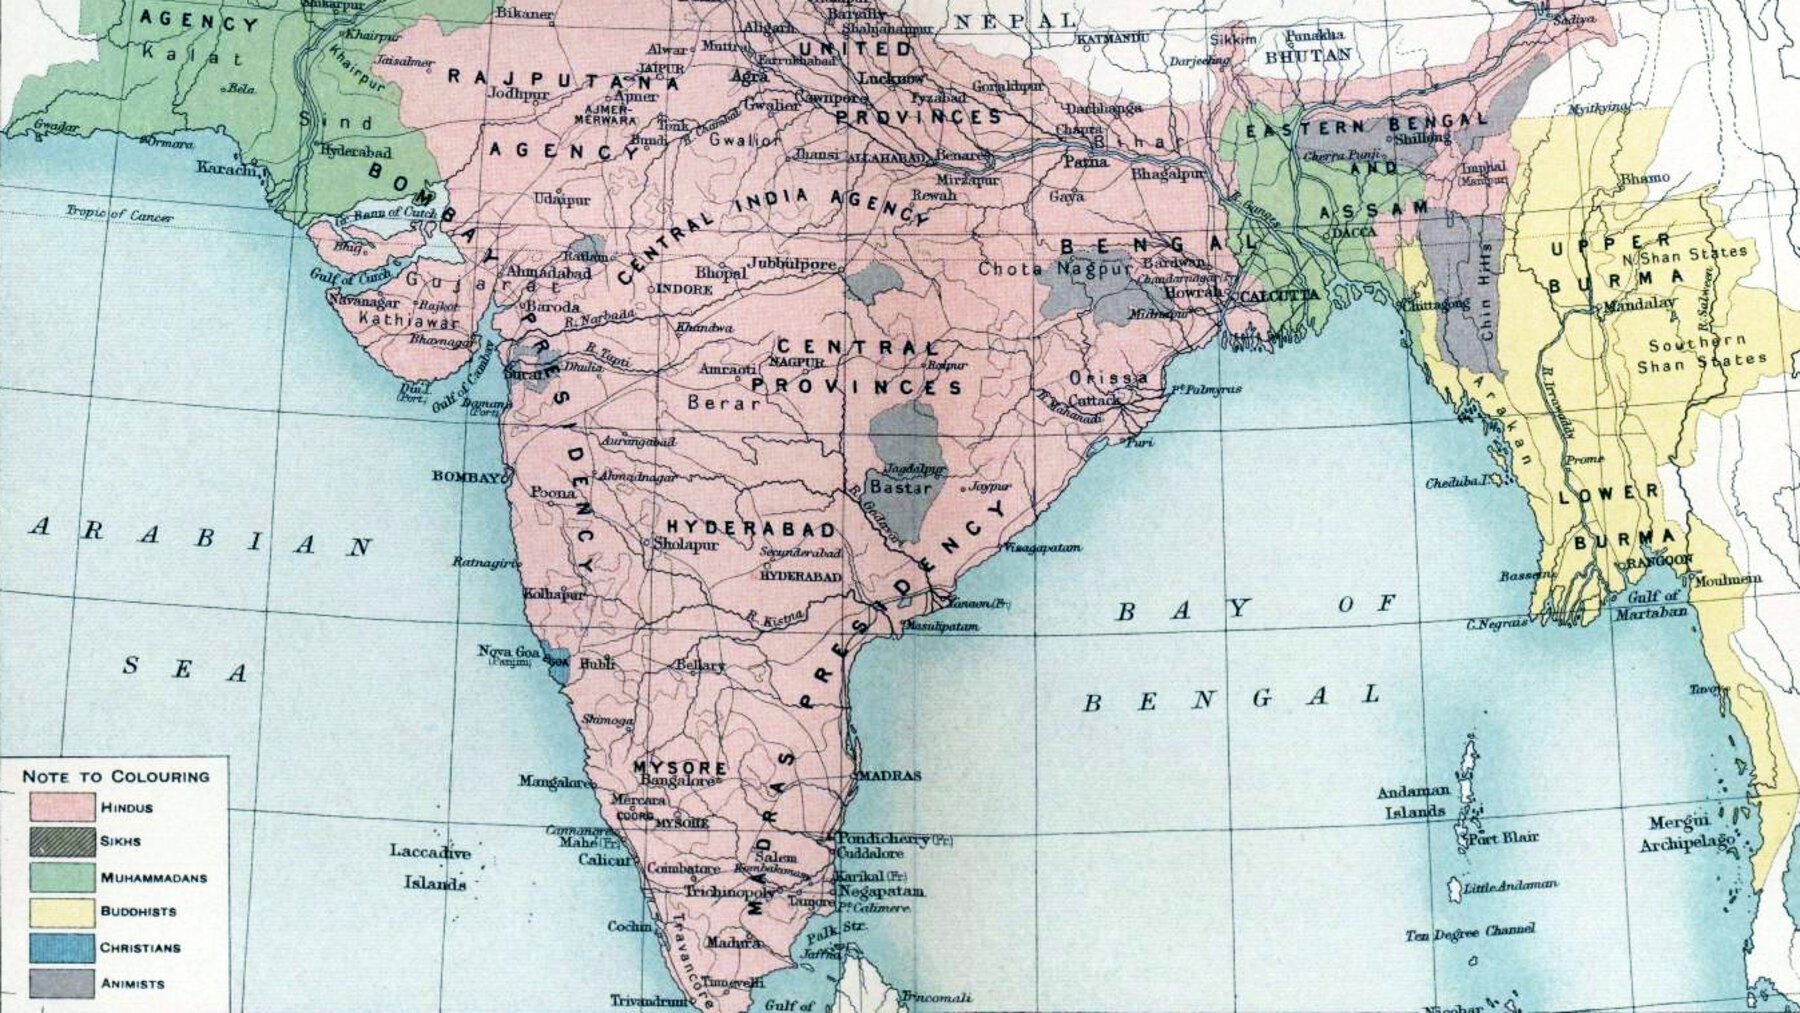 Shikarpur
Bikaner
Aligarh
Bareilly
Shahjahanpur
NEPAL
KATMANDU
Sikkim
Punakha
BHUTAN
Sadiya
AGENCY
Kalat
Khairpur
Khairpur
Jaisalmer
Alwar
Muttra
UNITED
Farrukhabad
JAIPUR
Agra
Lucknow
Darjeeling
RAJPUTANA
Jodhpur
AJMER-
MERWARA
Gwalier
Cawnpore
Fyzabad
Gorakhpur
Darbhanga
PROVINCES
Bela
Sind
Gwadar
Ormara
Karachi
Hyderabad
Tonk
R. Chambal
Bundi
Gwalior
AGENCY
Jhansi
ALLAHABAD
Benares
Mirzapur
Chapra
Bihar
Patna
Bhagalpur
EASTERN BENGAL
Shillong
Cherra Punji
AND
Imphal
Manipur
Myitkyina
Bhamo
ASSAM
DACCA
R. Ganges
Tropic of Cancer
Gt. Rann of Cutch
Bhuj
Gulf of Cutch
BOMBAY PRESIDENCY
Udaipur
CENTRAL INDIA AGENCY
Rewah
Gaya
BENGAL
Chota Nagpur
Bardwan
Chandarnagar (Fr)
Howrah
CALCUTTA
Midnapur
Chittagong
Chin Hills
UPPER
BURMA
N. Shan States
Mandalay
R. Salween
Southern
Shan States
Gujarat
Ahmadabad
Ratlam
Bhopal
Jubbulpore
INDORE
Navanagar
Rajkot
Kathiawar
Bhavnagar
Baroda
R. Narbada
Khandwa
CENTRAL
NAGPUR
Raipur
PROVINCES
Diu I.
(Port.)
Gulf of Cambay
Daman
(Port.)
Surat
Dhulia
R. Tapti
Amraoti
Berar
Orissa
Cuttack
R. Mahanadi
Pt. Palmyras
Puri
Arakan
R. Irrawaddy
Prome
Cheduba I.
Aurangabad
BOMBAY
Ahmadnagar
Poona
Jagdalpur
Bastar
Jaypur
R. Godavari
LOWER
BURMA
RANGOON
Bassein
Moulmein
Gulf of
Martaban
C. Negrais
ARABIAN
SEA
HYDERABAD
Sholapur
Secunderabad
HYDERABAD
Vizagapatam
Ratnagiri
Kolhapur
R. Kistna
Yanaon (Fr)
Masulipatam
BAY OF
BENGAL
Nova Goa
(Panjim)
GOA
Hubli
Bellary
MADRAS PRESIDENCY
Tavoy
Shimoga
MYSORE
Bangalore
Mangalore
Mercara
COORG
MYSORE
MADRAS
Cannanore
Mahe (Fr)
Calicut
Pondicherry (Fr)
Cuddalore
Salem
Coimbatore
Kumbakonam
Karikal (Fr)
Trichinopoly
Negapatam
Tanjore
Pt. Calimere
Laccadive
Islands
Andaman
Islands
Port Blair
Little Andaman
Ten Degree Channel
Mergui
Archipelago
Cochin
Travancore
Madura
Palk Str.
Jaffna
Tinnevelli
Trivandrum
Gulf of
Trincomali
Nicobar
NOTE TO COLOURING
HINDUS
SIKHS
MUHAMMADANS
BUDDHISTS
CHRISTIANS
ANIMISTS